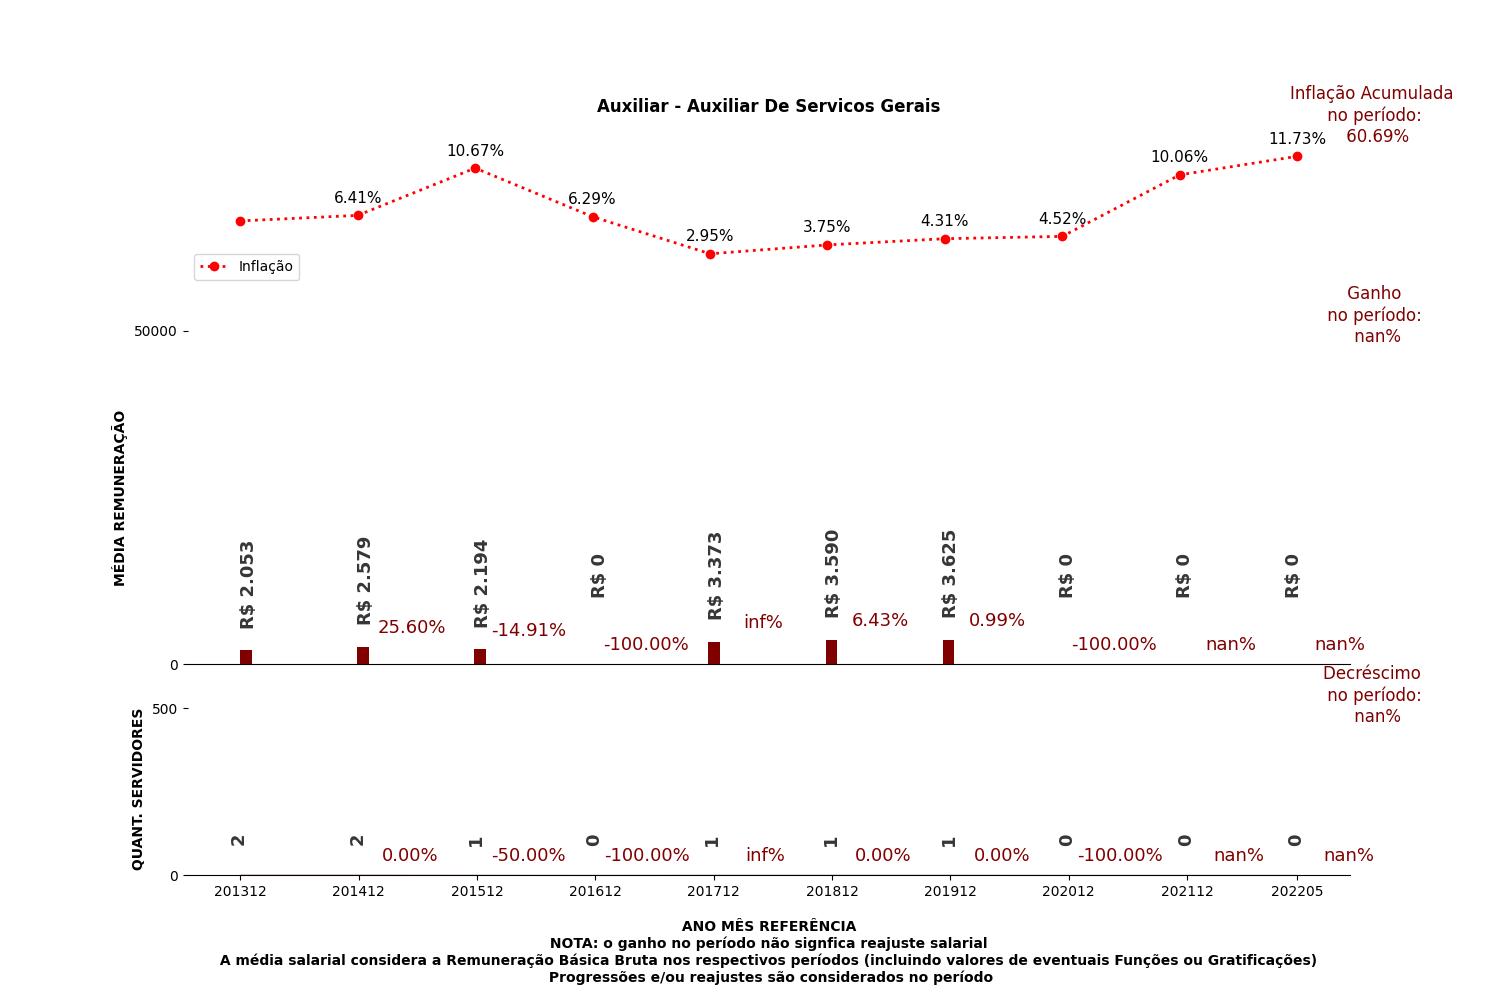 Auxiliar - Auxiliar De Servicos Gerais
Inflação Acumulada
no período:
60.69%
6.41%
10.67%
6.29%
2.95%
3.75%
4.31%
4.52%
10.06%
11.73%
Inflação
Ganho
no período:
nan%
MÉDIA REMUNERAÇÃO
50000
0
R$ 2.053
R$ 2.579
R$ 2.194
R$ 0
R$ 3.373
R$ 3.590
R$ 3.625
R$ 0
R$ 0
R$ 0
25.60%
-14.91%
-100.00%
inf%
6.43%
0.99%
-100.00%
nan%
nan%
Decréscimo
no período:
nan%
QUANT. SERVIDORES
500
0
2
2
1
0
1
1
1
0
0
0
0.00%
-50.00%
-100.00%
inf%
0.00%
0.00%
-100.00%
nan%
nan%
201312
201412
201512
201612
201712
201812
201912
202012
202112
202205
ANO MÊS REFERÊNCIA
NOTA: o ganho no período não signfica reajuste salarial
A média salarial considera a Remuneração Básica Bruta nos respectivos períodos (incluindo valores de eventuais Funções ou Gratificações)
Progressões e/ou reajustes são considerados no período